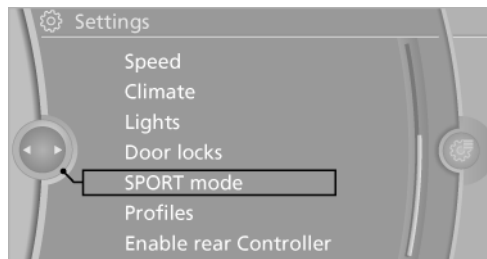 Settings
Speed
Climate
Lights
Door locks
SPORT mode
Profiles
Enable rear Controller